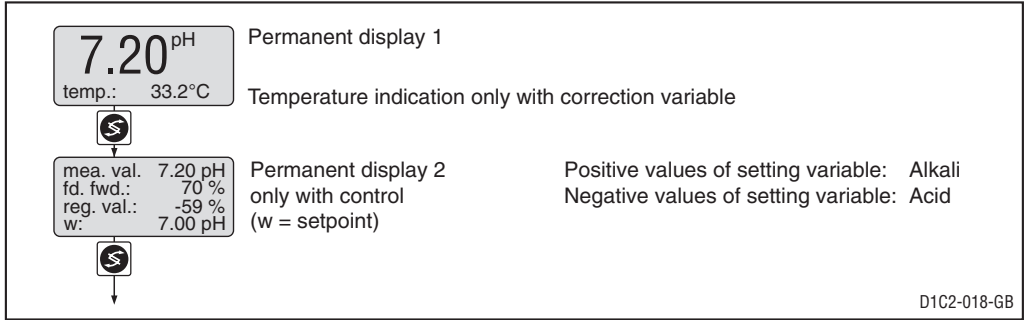 7.20 pH
Permanent display 1
temp.: 33.2°C
Temperature indication only with correction variable
mea. val. 7.20 pH
fd. fwd.: 70 %
reg. val.: -59 %
w: 7.00 pH
Permanent display 2
only with control
(w = setpoint)
Positive values of setting variable: Alkali
Negative values of setting variable: Acid
D1C2-018-GB